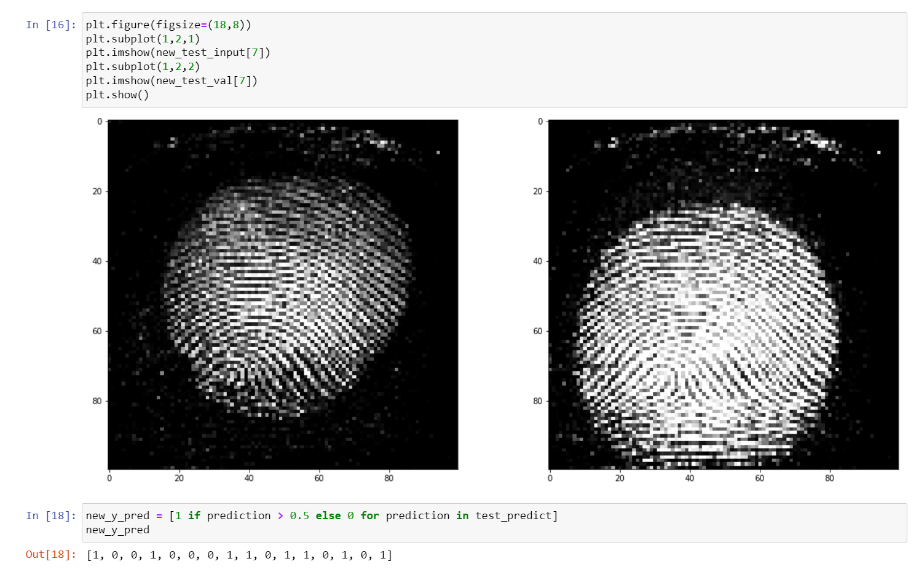 In [16]: plt.figure(figsize=(18,8))
plt.subplot(1,2,1)
plt.imshow(new_test_input[7])
plt.subplot(1,2,2)
plt.imshow(new_test_val[7])
plt.show()
0 0
20 20
40 40
60 60
80 80
0 20 40 60 80 0 20 40 60 80
In [18]: new_y_pred = [1 if prediction > 0.5 else 0 for prediction in test_predict]
new_y_pred
Out[18]: [1, 0, 0, 1, 0, 0, 0, 1, 1, 0, 1, 1, 0, 1, 0, 1]